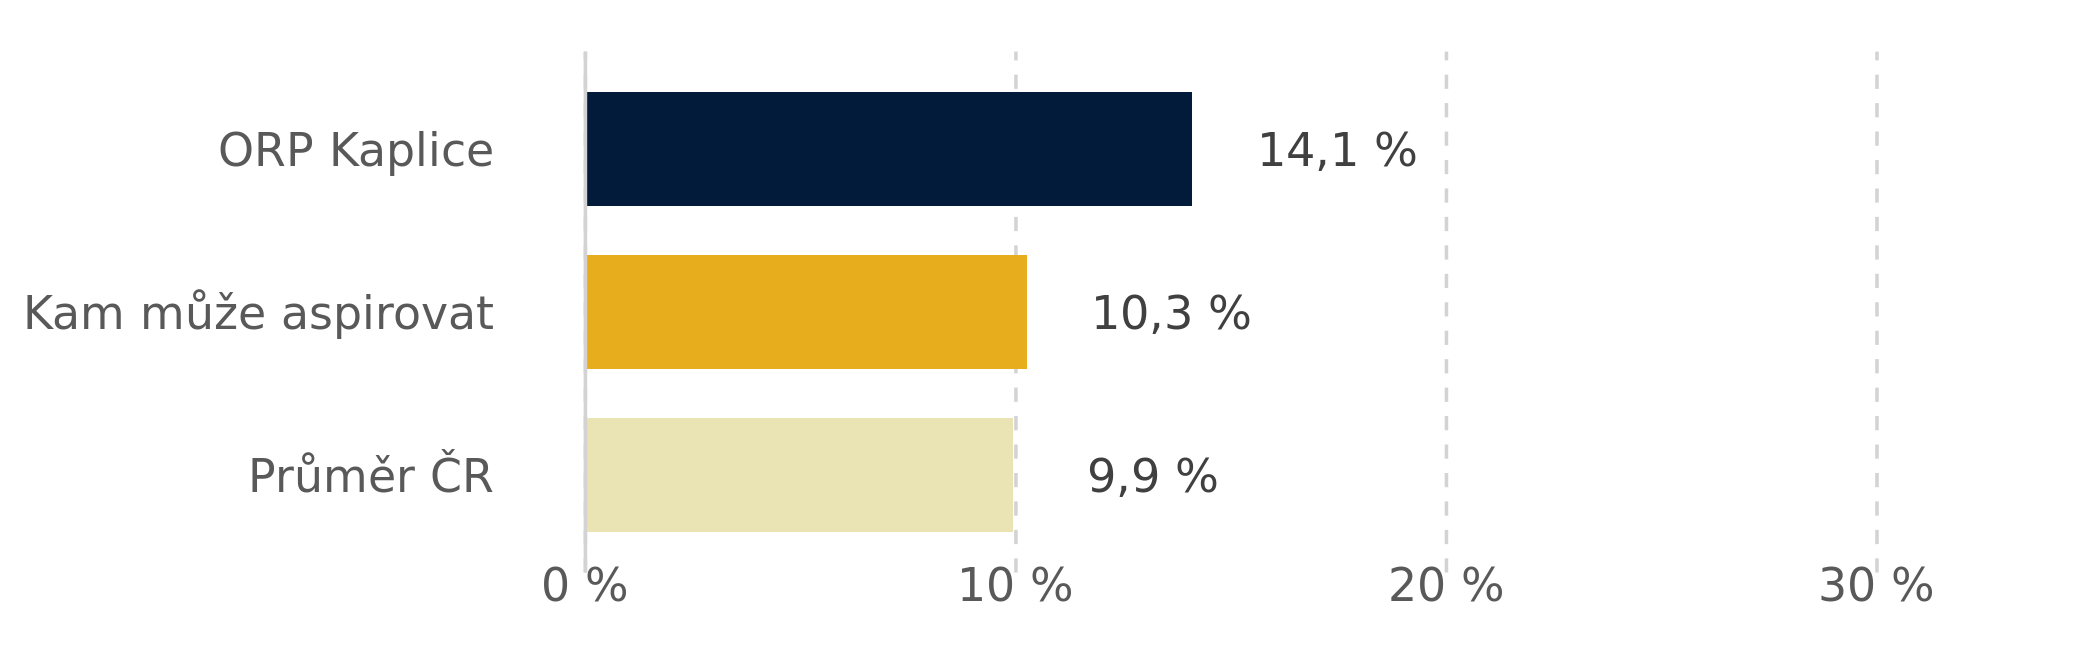 ORP Kaplice
14,1 %
Kam může aspirovat
10,3 %
Průměr ČR
9,9 %
0 %
10 %
20 %
30 %